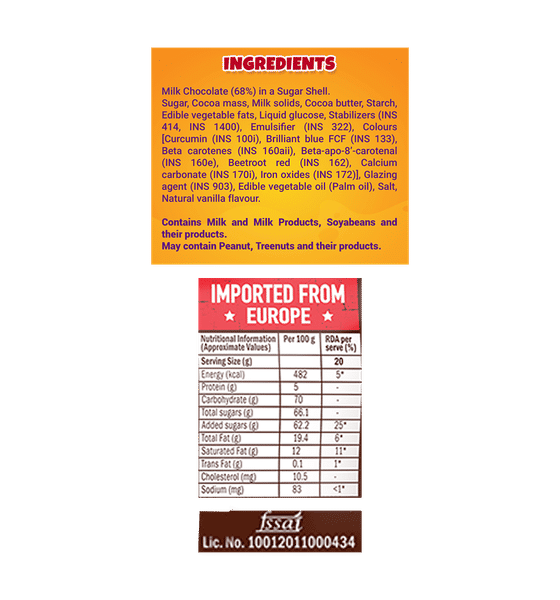 INGREDIENTS
Milk Chocolate (68%) in a Sugar Shell.
Sugar, Cocoa mass, Milk solids, Cocoa butter, Starch,
Edible vegetable fats, Liquid glucose, Stabilizers (INS
414, INS 1400), Emulsifier (INS 322), Colours
[Curcumin (INS 100i), Brilliant blue FCF (INS 133),
Beta carotenes (INS 160aii), Beta-apo-8'-carotenal
(INS 160e), Beetroot red (INS 162), Calcium
carbonate (INS 170i), Iron oxides (INS 172)], Glazing
agent (INS 903), Edible vegetable oil (Palm oil), Salt,
Natural vanilla flavour.
Contains Milk and Milk Products, Soyabeans and
their products.
May contain Peanut, Treenuts and their products.
IMPORTED FROM
★ EUROPE ★
Nutritional Information (Approximate Values) Per 100 g RDA per serve (%)
Serving Size (g) 20
Energy (kcal) 482 5*
Protein (g) 5 -
Carbohydrate (g) 70 -
Total sugars (g) 66.1 -
Added sugars (g) 62.2 25*
Total Fat (g) 19.4 6*
Saturated Fat (g) 12 11*
Trans Fat (g) 0.1 1*
Cholesterol (mg) 10.5 -
Sodium (mg) 83 <1*
fssai
Lic. No. 10012011000434